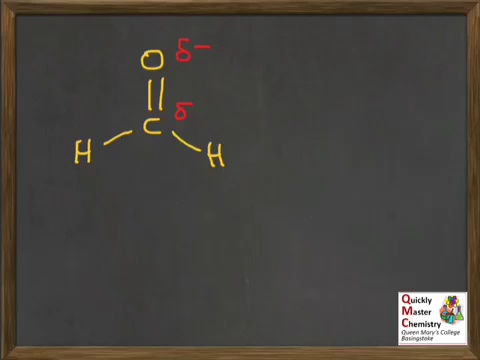 O δ−
C δ
H
H
Quickly
Master
Chemistry
Queen Mary's College
Basingstoke